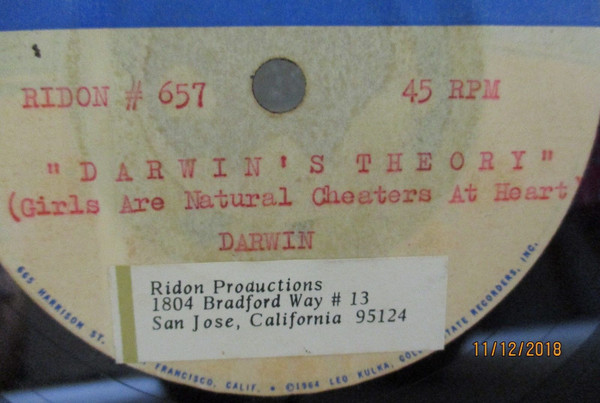 RIDON # 657 45 RPM
"DARWIN'S THEORY"
(Girls Are Natural Cheaters At Heart)
DARWIN
Ridon Productions
1804 Bradford Way # 13
San Jose, California 95124
665 HARRISON ST. FRANCISCO, CALIF. • ©1964 LEO KULKA, STATE RECORDERS, INC.
11/12/2018